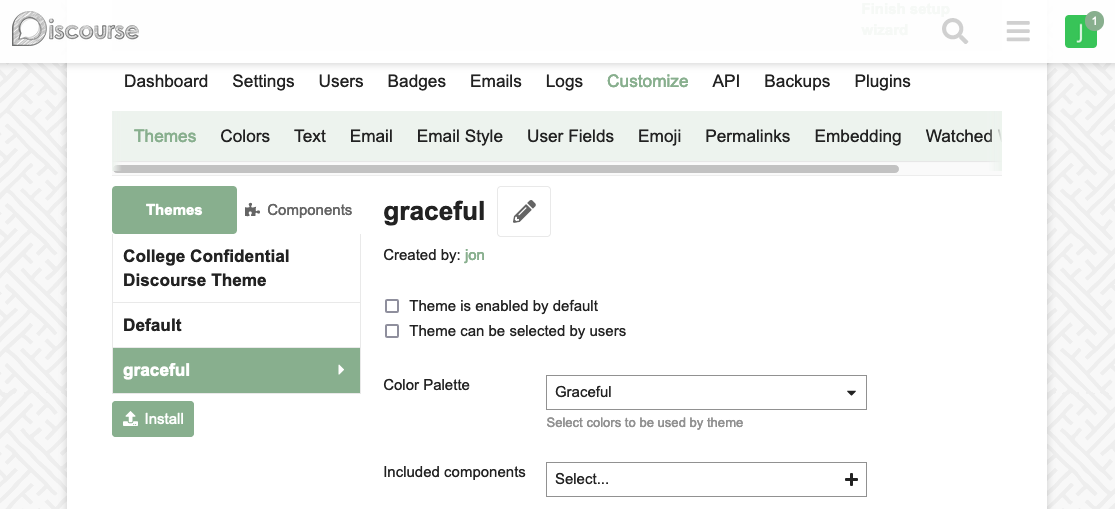 Discourse
Finish setup
wizard
J
1
Dashboard Settings Users Badges Emails Logs Customize API Backups Plugins
Themes Colors Text Email Email Style User Fields Emoji Permalinks Embedding Watched
Themes
Components
College Confidential
Discourse Theme
Default
graceful
Install
graceful
Created by: jon
Theme is enabled by default
Theme can be selected by users
Color Palette
Graceful
Select colors to be used by theme
Included components
Select...